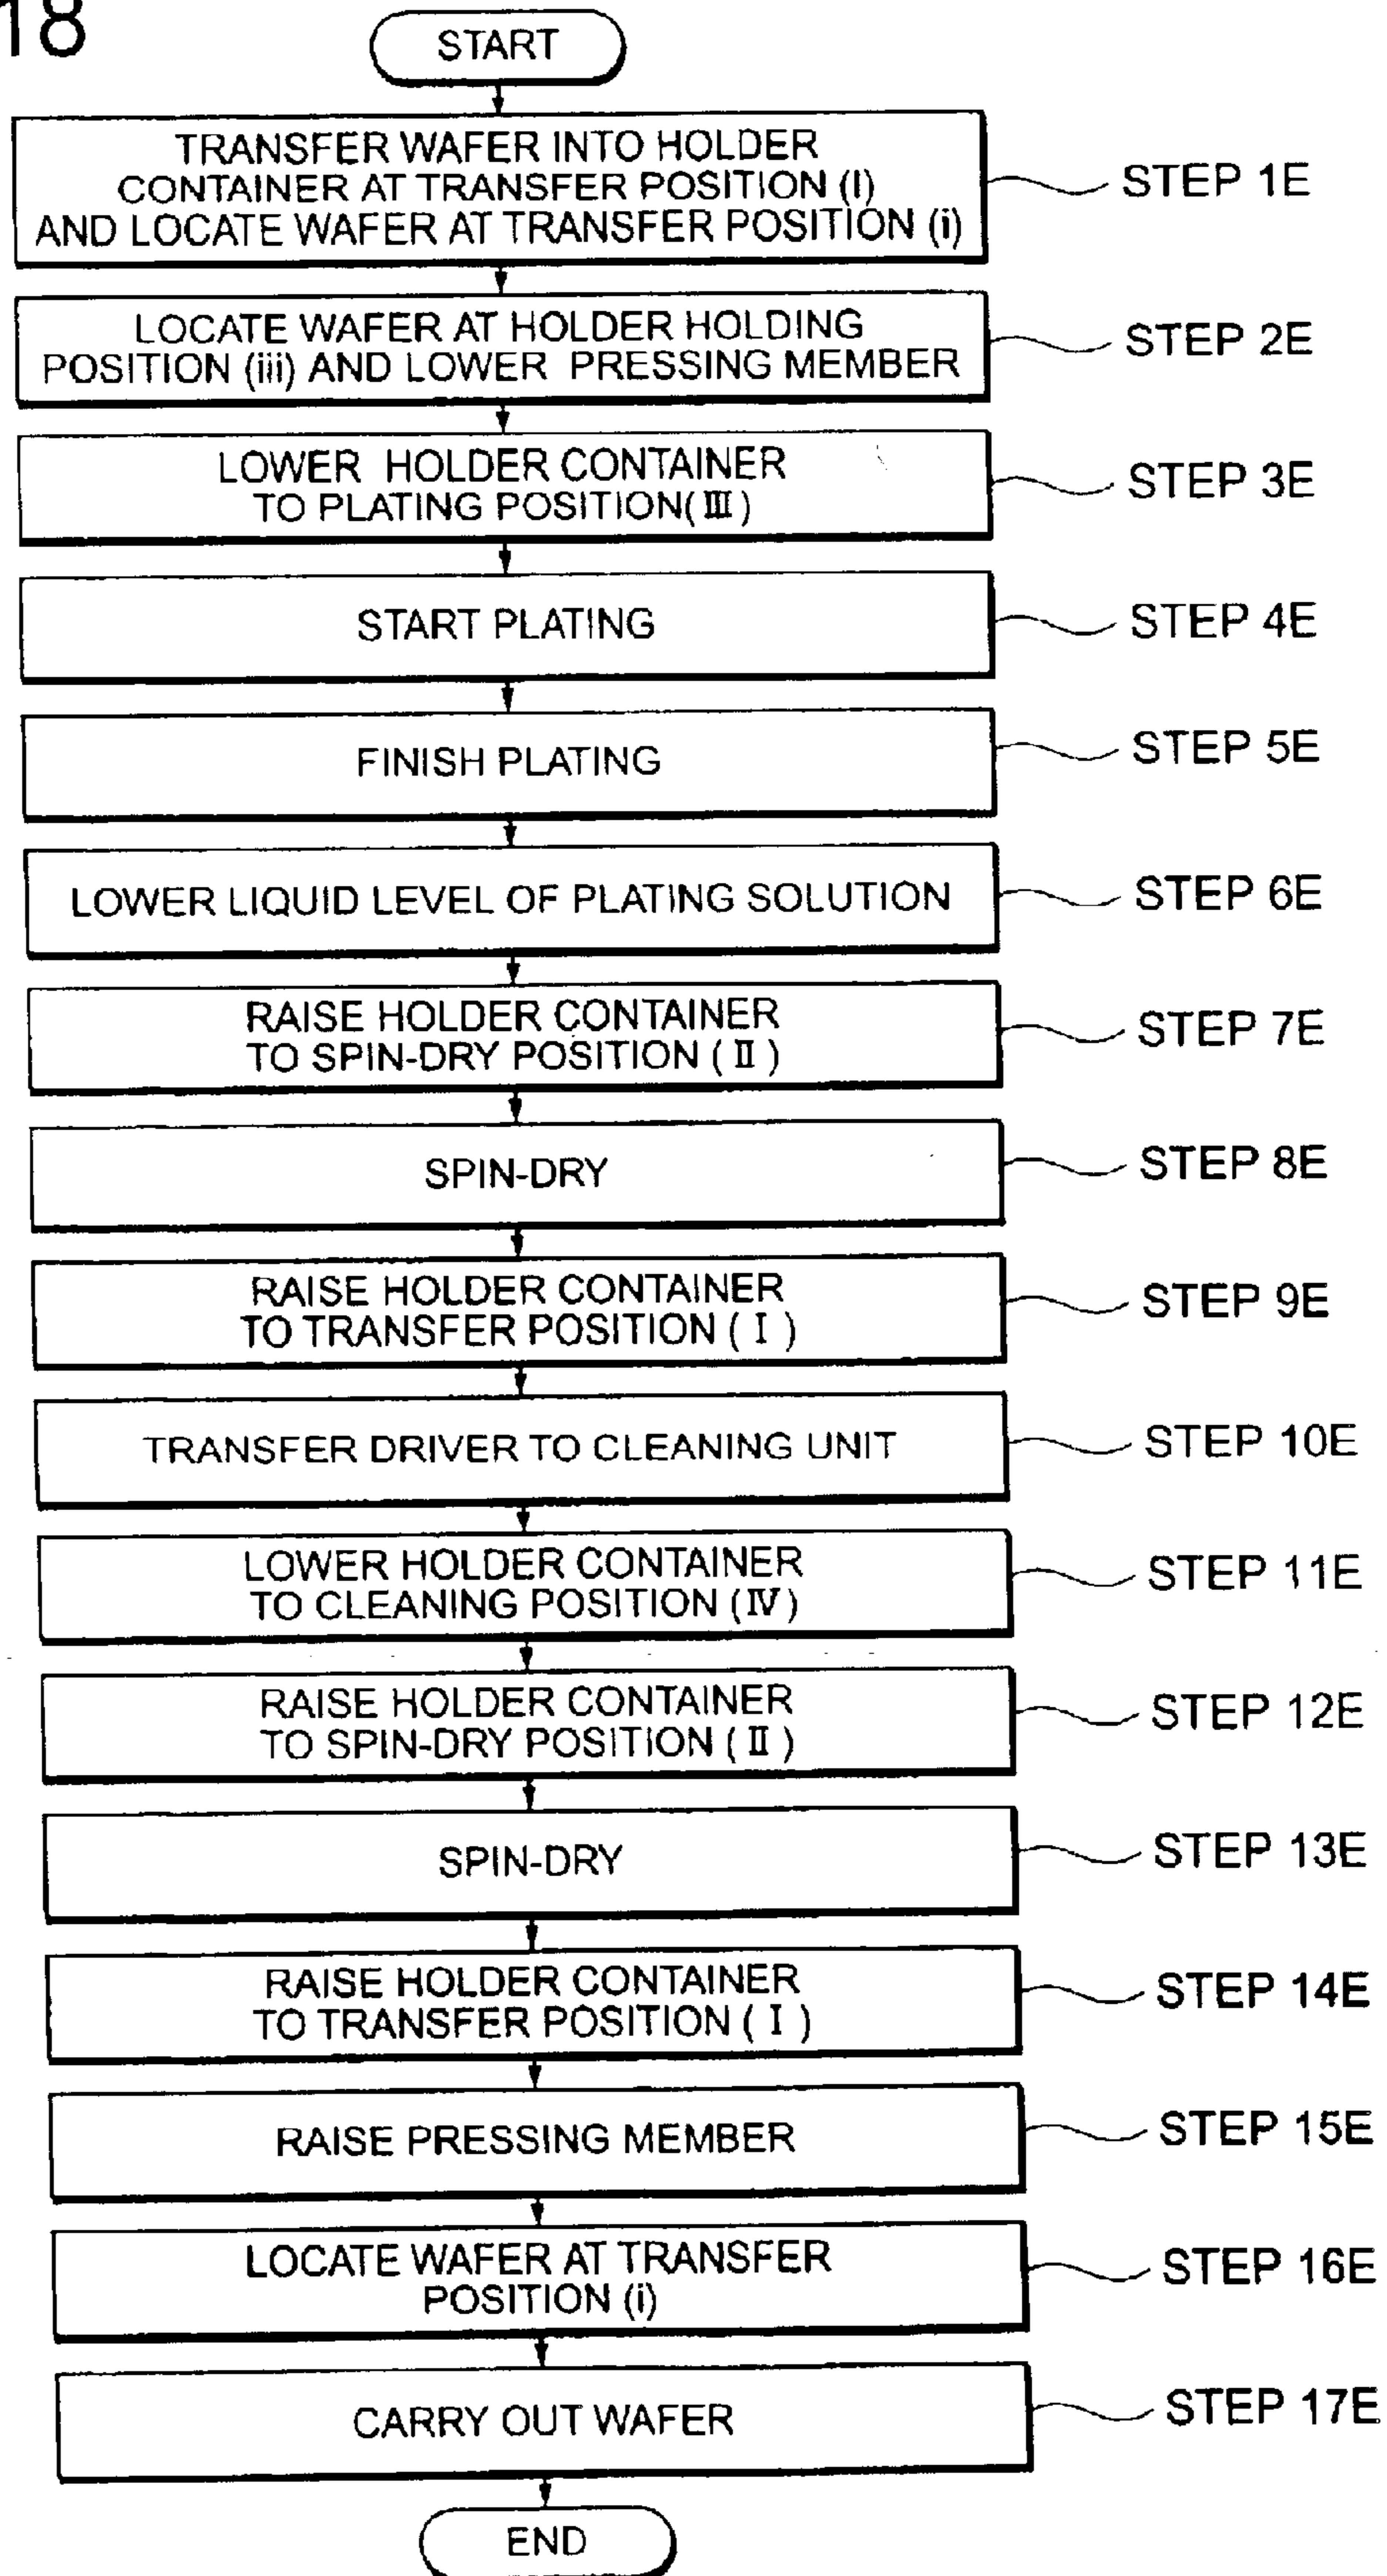 18
START
TRANSFER WAFER INTO HOLDER
CONTAINER AT TRANSFER POSITION (I)
AND LOCATE WAFER AT TRANSFER POSITION (i)
STEP 1E
LOCATE WAFER AT HOLDER HOLDING
POSITION (iii) AND LOWER PRESSING MEMBER
STEP 2E
LOWER HOLDER CONTAINER
TO PLATING POSITION(Ⅲ)
STEP 3E
START PLATING
STEP 4E
FINISH PLATING
STEP 5E
LOWER LIQUID LEVEL OF PLATING SOLUTION
STEP 6E
RAISE HOLDER CONTAINER
TO SPIN-DRY POSITION (Ⅱ)
STEP 7E
SPIN-DRY
STEP 8E
RAISE HOLDER CONTAINER
TO TRANSFER POSITION (Ⅰ)
STEP 9E
TRANSFER DRIVER TO CLEANING UNIT
STEP 10E
LOWER HOLDER CONTAINER
TO CLEANING POSITION (Ⅳ)
STEP 11E
RAISE HOLDER CONTAINER
TO SPIN-DRY POSITION (Ⅱ)
STEP 12E
SPIN-DRY
STEP 13E
RAISE HOLDER CONTAINER
TO TRANSFER POSITION (Ⅰ)
STEP 14E
RAISE PRESSING MEMBER
STEP 15E
LOCATE WAFER AT TRANSFER
POSITION (i)
STEP 16E
CARRY OUT WAFER
STEP 17E
END